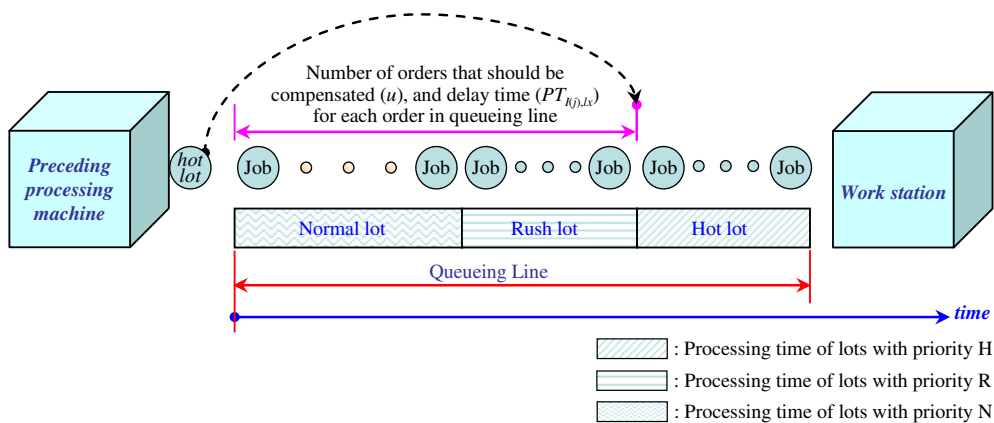 Number of orders that should be
compensated (u), and delay time (PT_{I(j),lx})
for each order in queueing line
Preceding
processing
machine
hot
lot
Job
Job
Job
Job
Job
Job
Work station
Normal lot
Rush lot
Hot lot
Queueing Line
time
: Processing time of lots with priority H
: Processing time of lots with priority R
: Processing time of lots with priority N